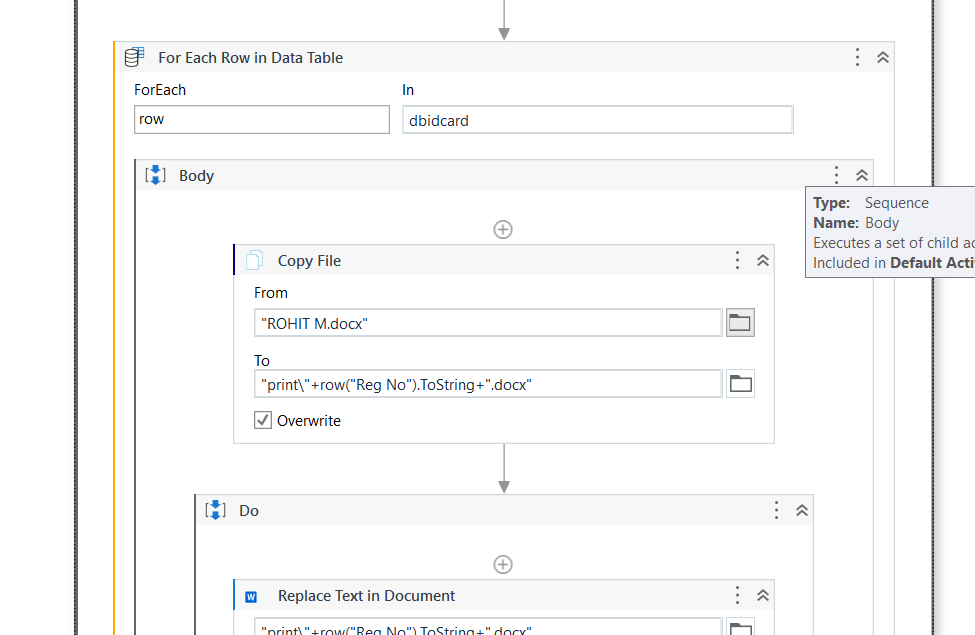 For Each Row in Data Table
ForEach
In
row
dbidcard
Body
Type: Sequence
Name: Body
Executes a set of child ac
Included in Default Acti
Copy File
From
"ROHIT M.docx"
To
"print\"+row("Reg No").ToString+".docx"
Overwrite
Do
Replace Text in Document
"print\"+row("Reg No").ToString+".docx"